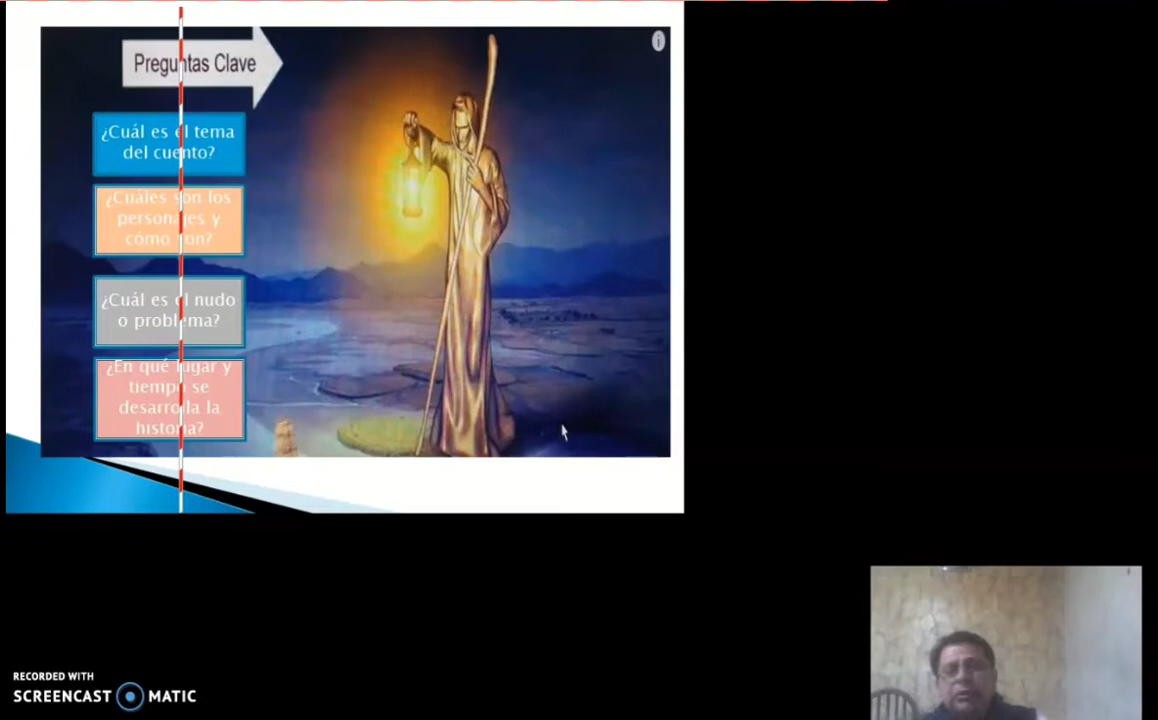 Preguntas Clave
¿Cuál es el tema
del cuento?
¿Cuáles son los
personajes y
cómo son?
¿Cuál es el nudo
o problema?
¿En qué lugar y
tiempo se
desarrolla la
historia?
RECORDED WITH
SCREENCAST MATIC